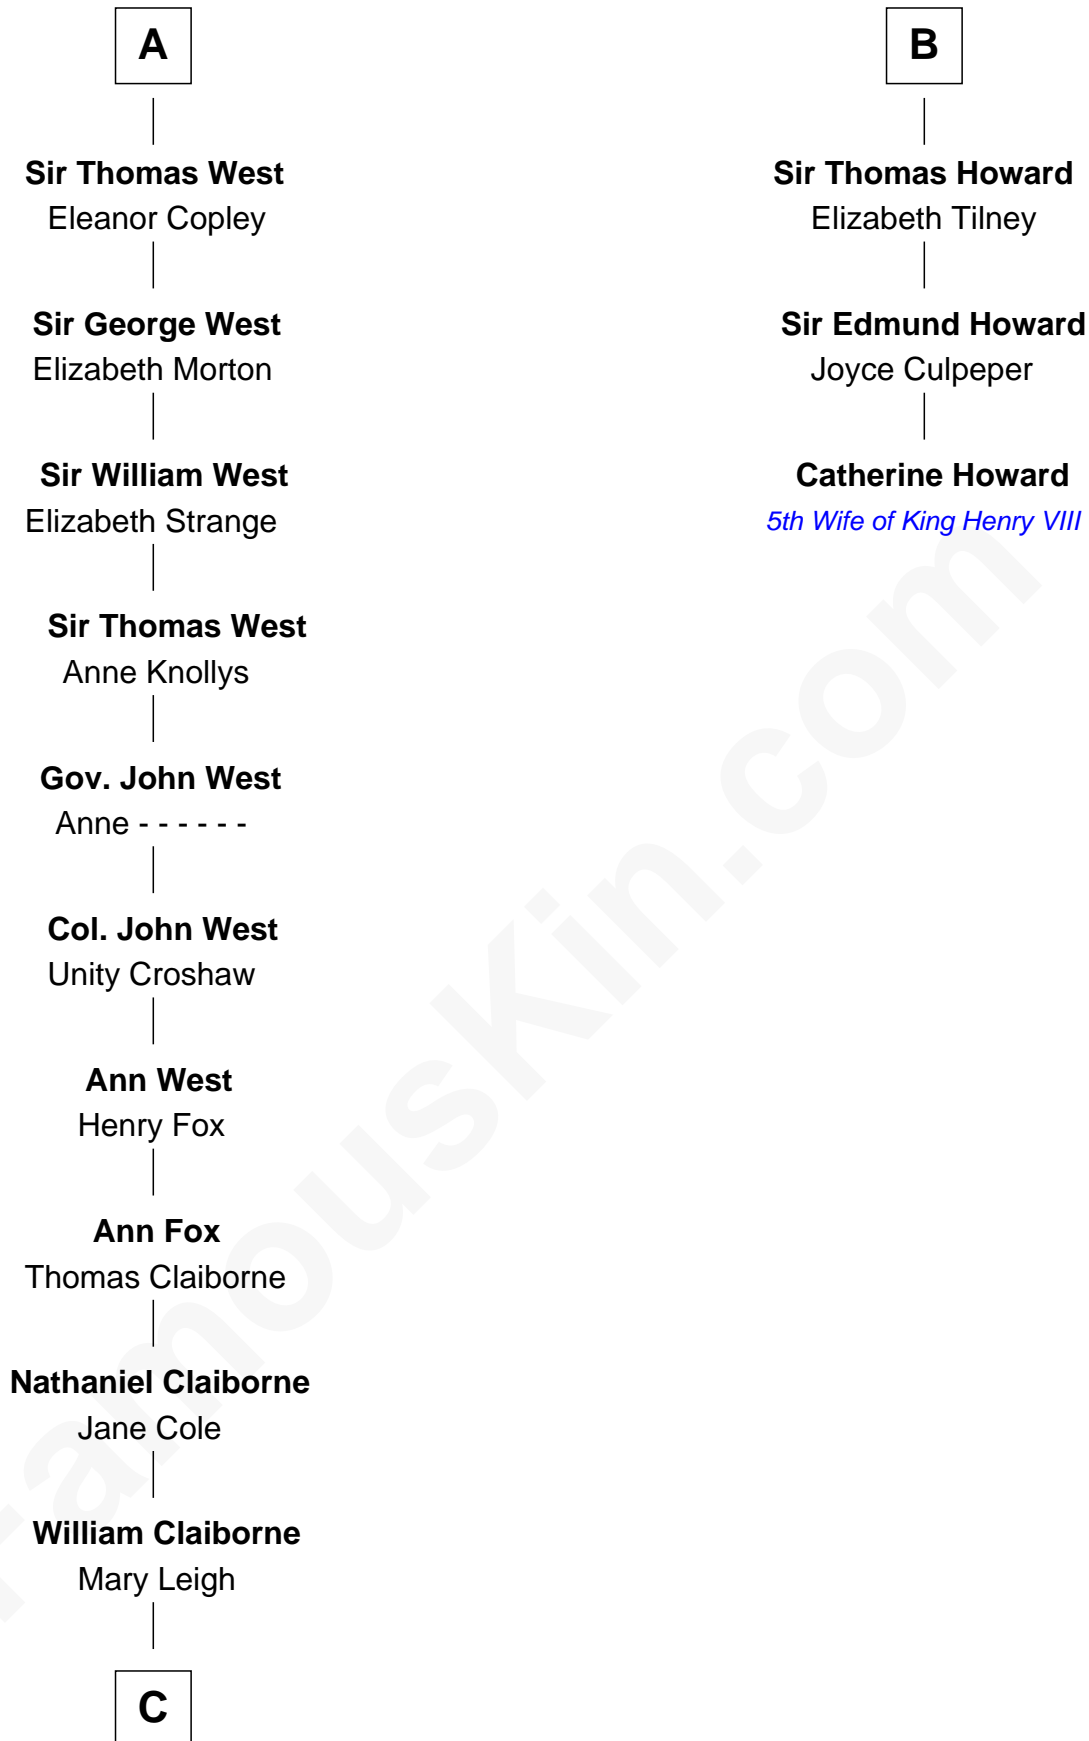 A
Sir Thomas West
Eleanor Copley
Sir George West
Elizabeth Morton
Sir William West
Elizabeth Strange
Sir Thomas West
Anne Knollys
Gov. John West
Anne - - - - - -
Col. John West
Unity Croshaw
Ann West
Henry Fox
Ann Fox
Thomas Claiborne
Nathaniel Claiborne
Jane Cole
William Claiborne
Mary Leigh
C
B
Sir Thomas Howard
Elizabeth Tilney
Sir Edmund Howard
Joyce Culpeper
Catherine Howard
5th Wife of King Henry VIII
FamousKin.com